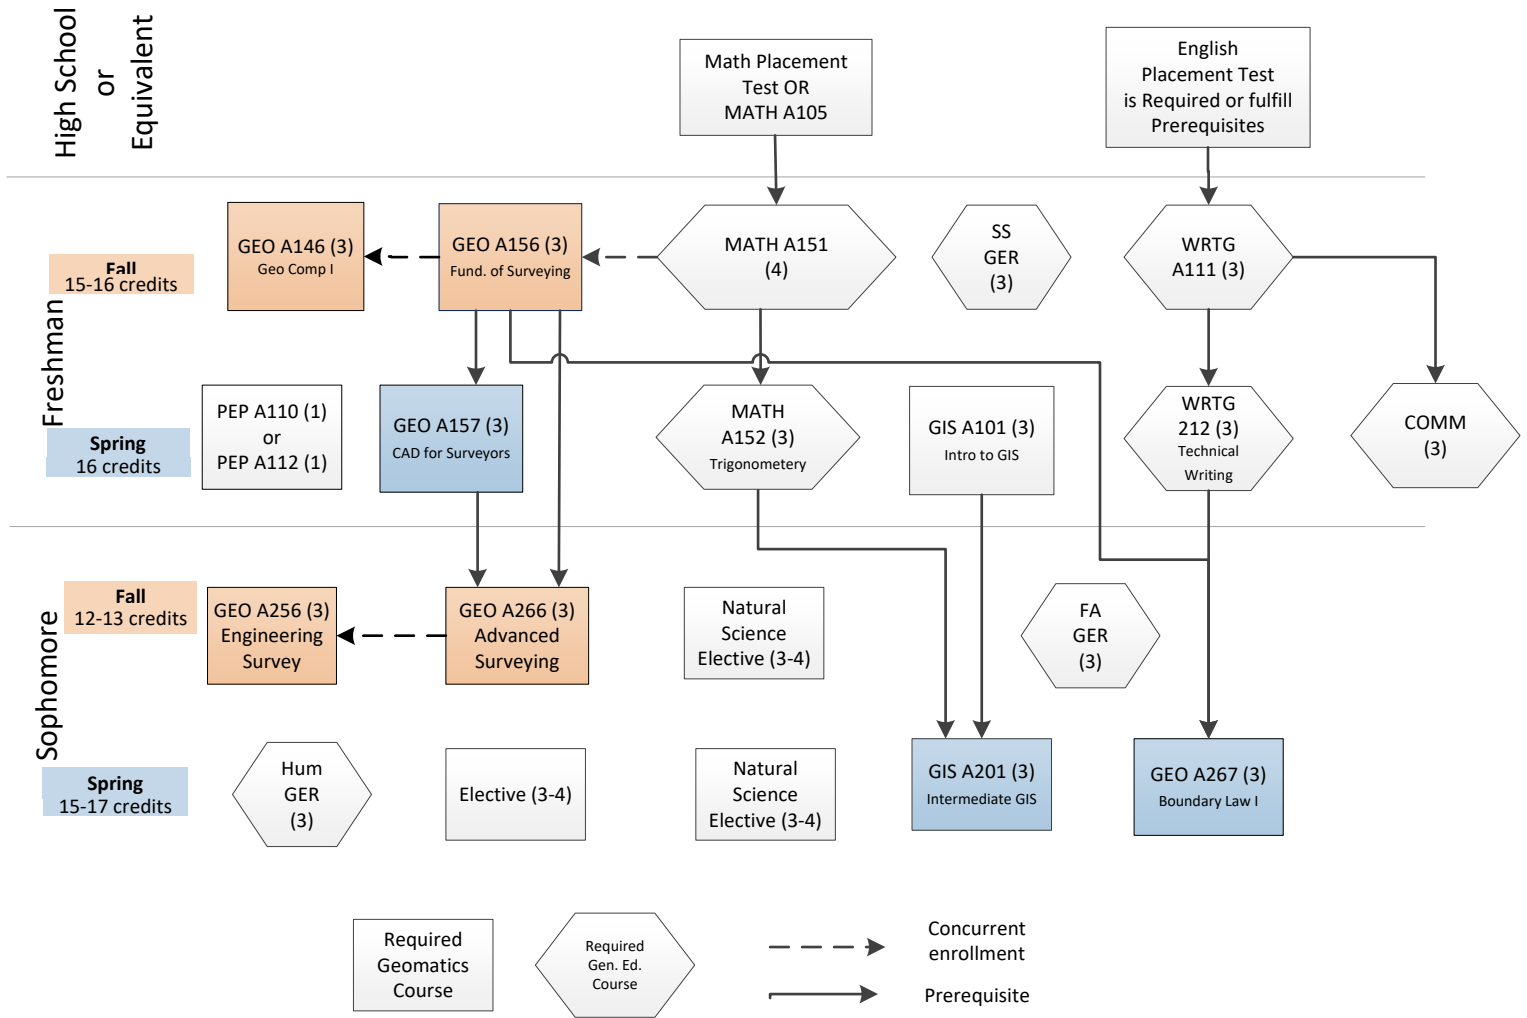 High School
or
Equivalent
Math Placement
Test OR
MATH A105
English
Placement Test
is Required or fulfill
Prerequisites
Freshman
Fall
15-16 credits
GEO A146 (3)
Geo Comp I
GEO A156 (3)
Fund. of Surveying
MATH A151
(4)
SS
GER
(3)
WRTG
A111 (3)
Spring
16 credits
PEP A110 (1)
or
PEP A112 (1)
GEO A157 (3)
CAD for Surveyors
MATH
A152 (3)
Trigonometery
GIS A101 (3)
Intro to GIS
WRTG
212 (3)
Technical
Writing
COMM
(3)
Sophomore
Fall
12-13 credits
GEO A256 (3)
Engineering
Survey
GEO A266 (3)
Advanced
Surveying
Natural
Science
Elective (3-4)
FA
GER
(3)
Spring
15-17 credits
Hum
GER
(3)
Elective (3-4)
Natural
Science
Elective (3-4)
GIS A201 (3)
Intermediate GIS
GEO A267 (3)
Boundary Law I
Required
Geomatics
Course
Required
Gen. Ed.
Course
Concurrent
enrollment
Prerequisite